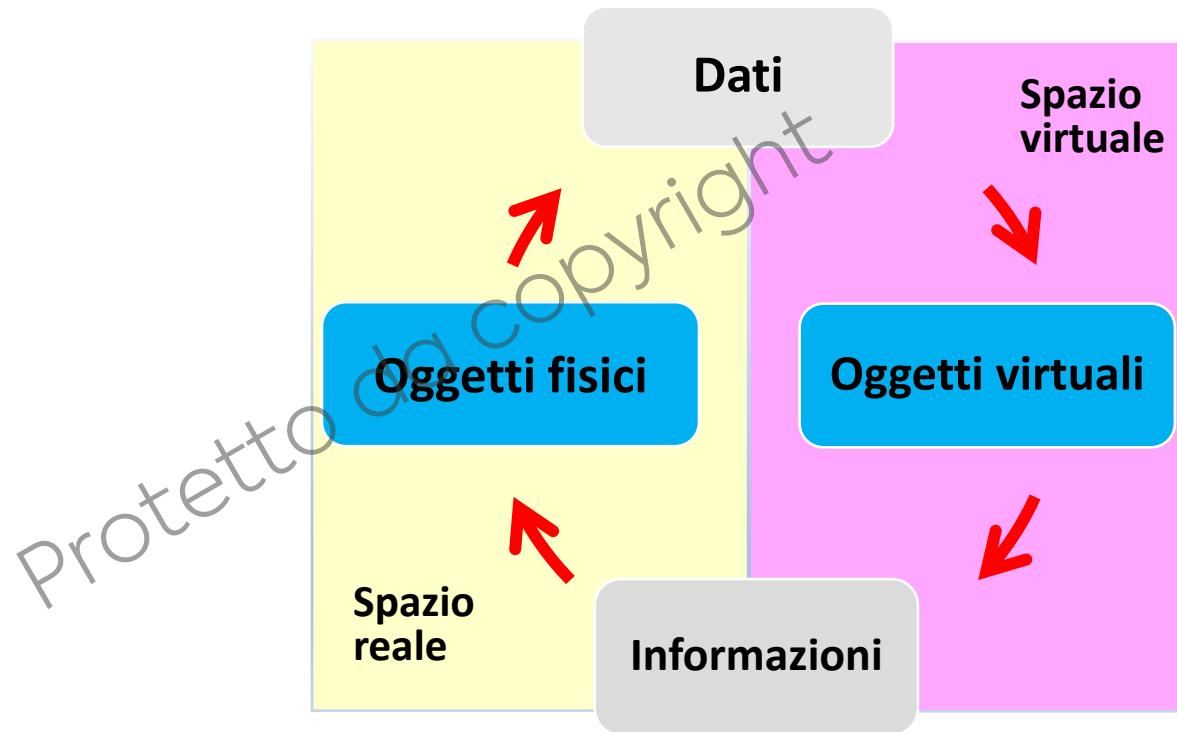 Dati
Spazio
virtuale
Oggetti fisici
Oggetti virtuali
Spazio
reale
Informazioni
Protetto da copyright